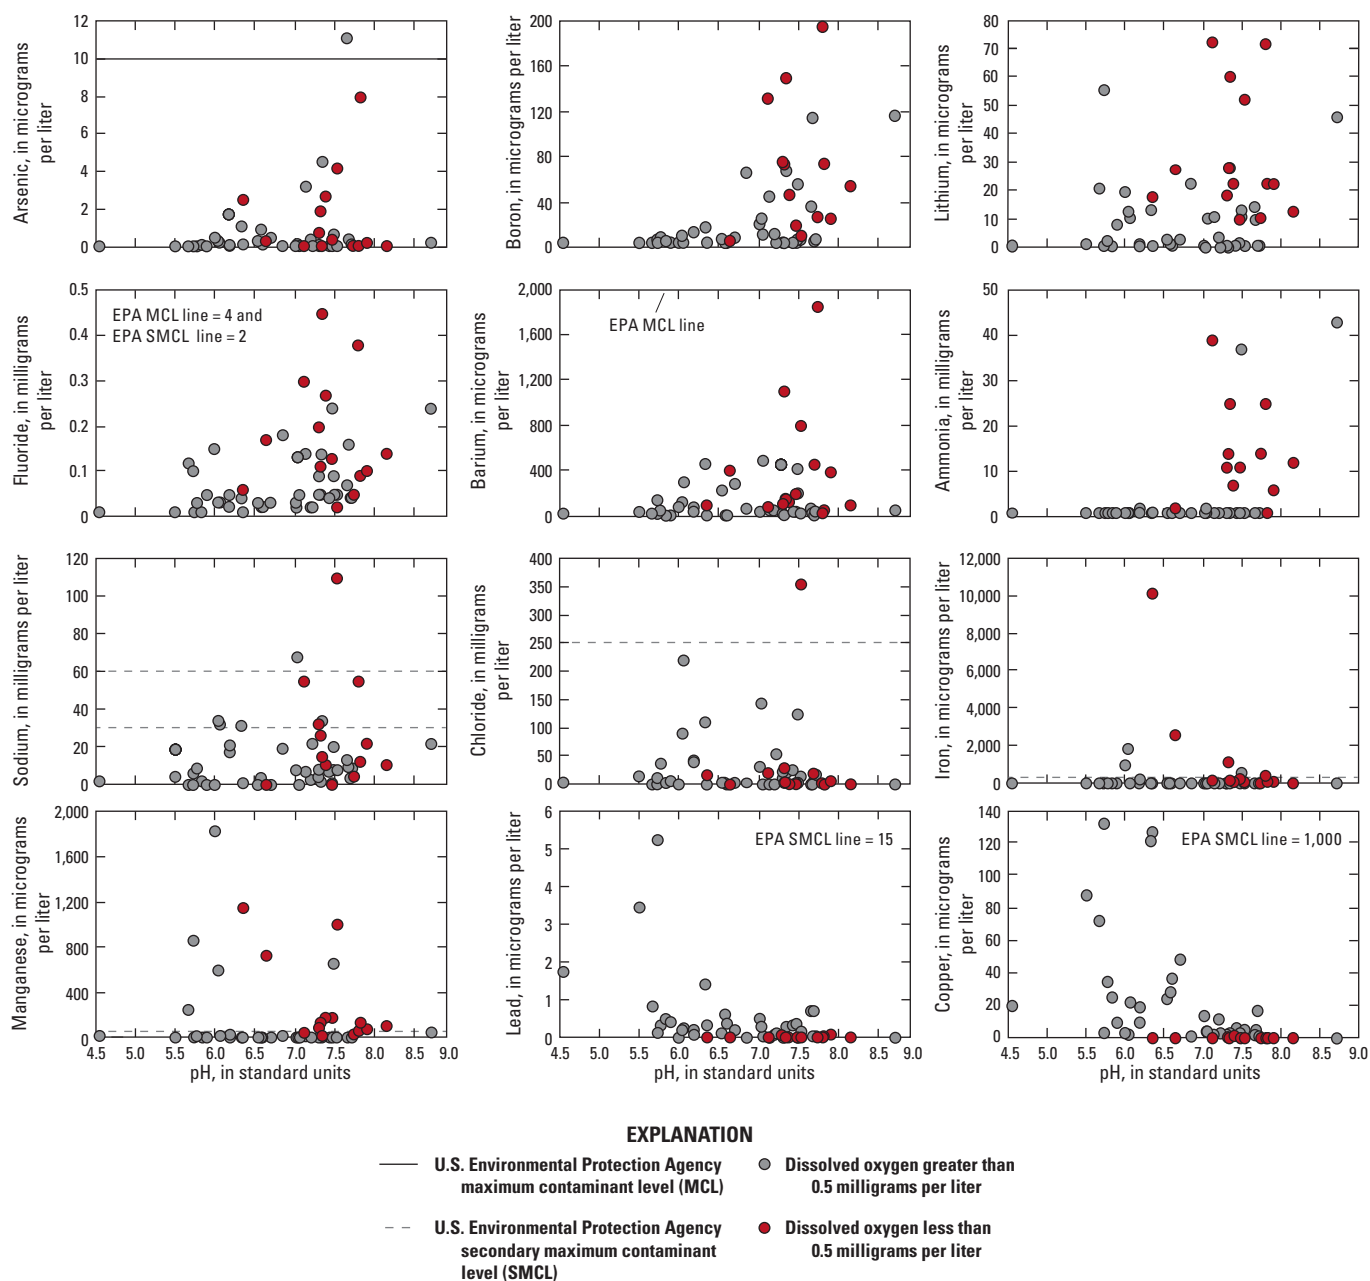 Arsenic, in micrograms
per liter
12
10
8
6
4
2
0
Boron, in micrograms per liter
200
160
120
80
40
0
Lithium, in micrograms
per liter
80
70
60
50
40
30
20
10
0
Fluoride, in milligrams
per liter
0.5
0.4
0.3
0.2
0.1
0
EPA MCL line = 4 and
EPA SMCL line = 2
Barium, in micrograms
per liter
2,000
1,600
1,200
800
400
0
EPA MCL line
Ammonia, in milligrams
per liter
50
40
30
20
10
0
Sodium, in milligrams per liter
120
100
80
60
40
20
0
Chloride, in milligrams
per liter
400
350
300
250
200
150
100
50
0
Iron, in micrograms per liter
12,000
10,000
8,000
6,000
4,000
2,000
0
Manganese, in micrograms
per liter
2,000
1,600
1,200
800
400
0
4.5 5.0 5.5 6.0 6.5 7.0 7.5 8.0 8.5 9.0
pH, in standard units
Lead, in micrograms per liter
6
5
4
3
2
1
0
EPA SMCL line = 15
4.5 5.0 5.5 6.0 6.5 7.0 7.5 8.0 8.5 9.0
pH, in standard units
Copper, in micrograms
per liter
140
120
100
80
60
40
20
0
EPA SMCL line = 1,000
4.5 5.0 5.5 6.0 6.5 7.0 7.5 8.0 8.5 9.0
pH, in standard units
EXPLANATION
U.S. Environmental Protection Agency
maximum contaminant level (MCL)
Dissolved oxygen greater than
0.5 milligrams per liter
U.S. Environmental Protection Agency
secondary maximum contaminant
level (SMCL)
Dissolved oxygen less than
0.5 milligrams per liter